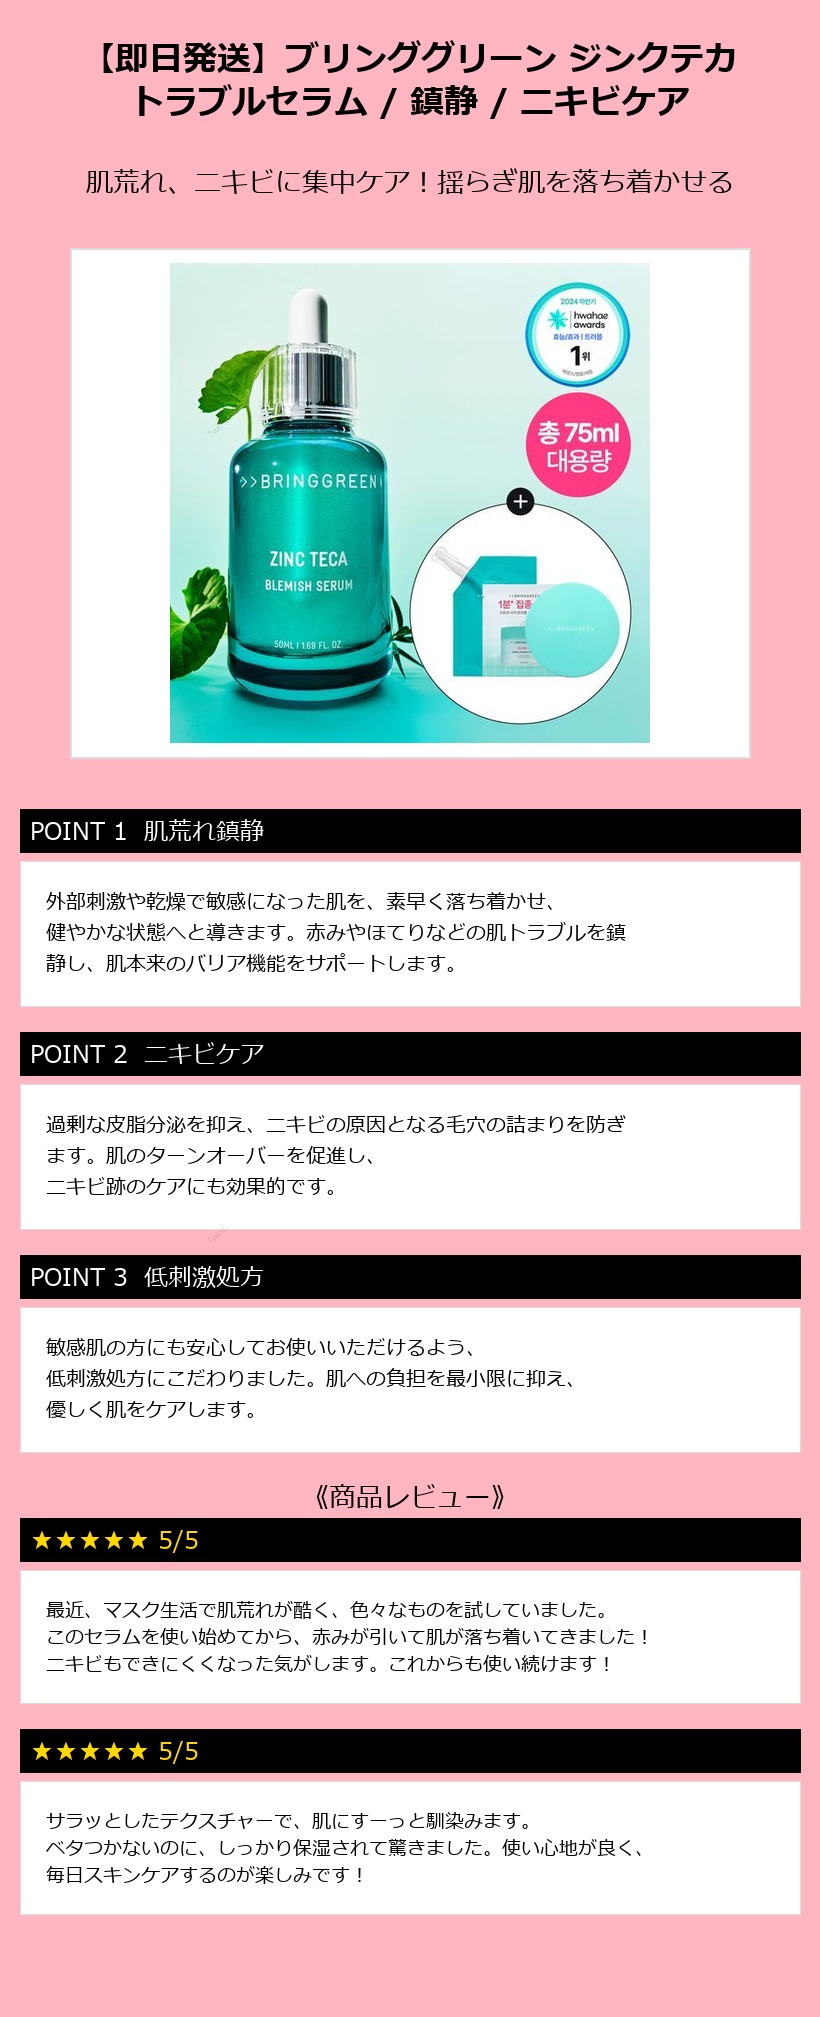 【即日発送】ブリンググリーン ジンクテカ
トラブルセラム / 鎮静 / ニキビケア
肌荒れ、ニキビに集中ケア！揺らぎ肌を落ち着かせる
2024 하반기
hwahae
awards
효능/효과 | 트러블
1위
총 75ml
대용량
>>BRINGGREEN
ZINC TECA
BLEMISH SERUM
50ML I 1.69 FL. OZ.
>>BRINGGREEN
1분* 집중
>>BRINGGREEN
POINT 1 肌荒れ鎮静
外部刺激や乾燥で敏感になった肌を、素早く落ち着かせ、
健やかな状態へと導きます。赤みやほてりなどの肌トラブルを鎮
静し、肌本来のバリア機能をサポートします。
POINT 2 ニキビケア
過剰な皮脂分泌を抑え、ニキビの原因となる毛穴の詰まりを防ぎ
ます。肌のターンオーバーを促進し、
ニキビ跡のケアにも効果的です。
POINT 3 低刺激処方
敏感肌の方にも安心してお使いいただけるよう、
低刺激処方にこだわりました。肌への負担を最小限に抑え、
優しく肌をケアします。
《商品レビュー》
★★★★★ 5/5
最近、マスク生活で肌荒れが酷く、色々なものを試していました。
このセラムを使い始めてから、赤みが引いて肌が落ち着いてきました！
ニキビもできにくくなった気がします。これからも使い続けます！
★★★★★ 5/5
サラッとしたテクスチャーで、肌にすーっと馴染みます。
ベタつかないのに、しっかり保湿されて驚きました。使い心地が良く、
毎日スキンケアするのが楽しみです！